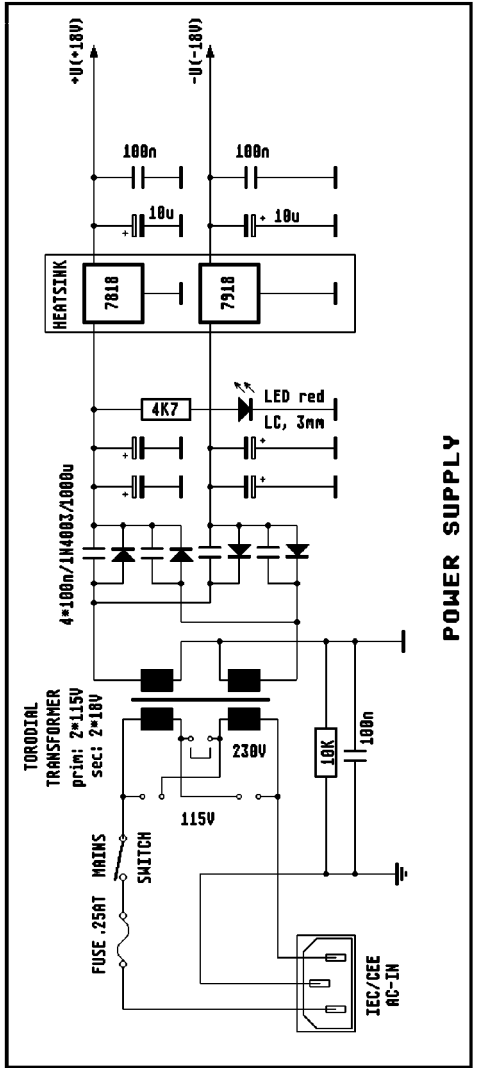 +U(+18V)
-U(-18V)
100n
100n
+
10u
+
10u
HEATSINK
7818
7918
4K7
LED red
LC, 3mm
+
+
+
+
4*100n/1N4003/1000u
TORODIAL
TRANSFORMER
prim: 2*115V
sec: 2*18V
230V
115V
10K
100n
MAINS
SWITCH
FUSE .25AT
IEC/CEE
AC-IN
POWER SUPPLY